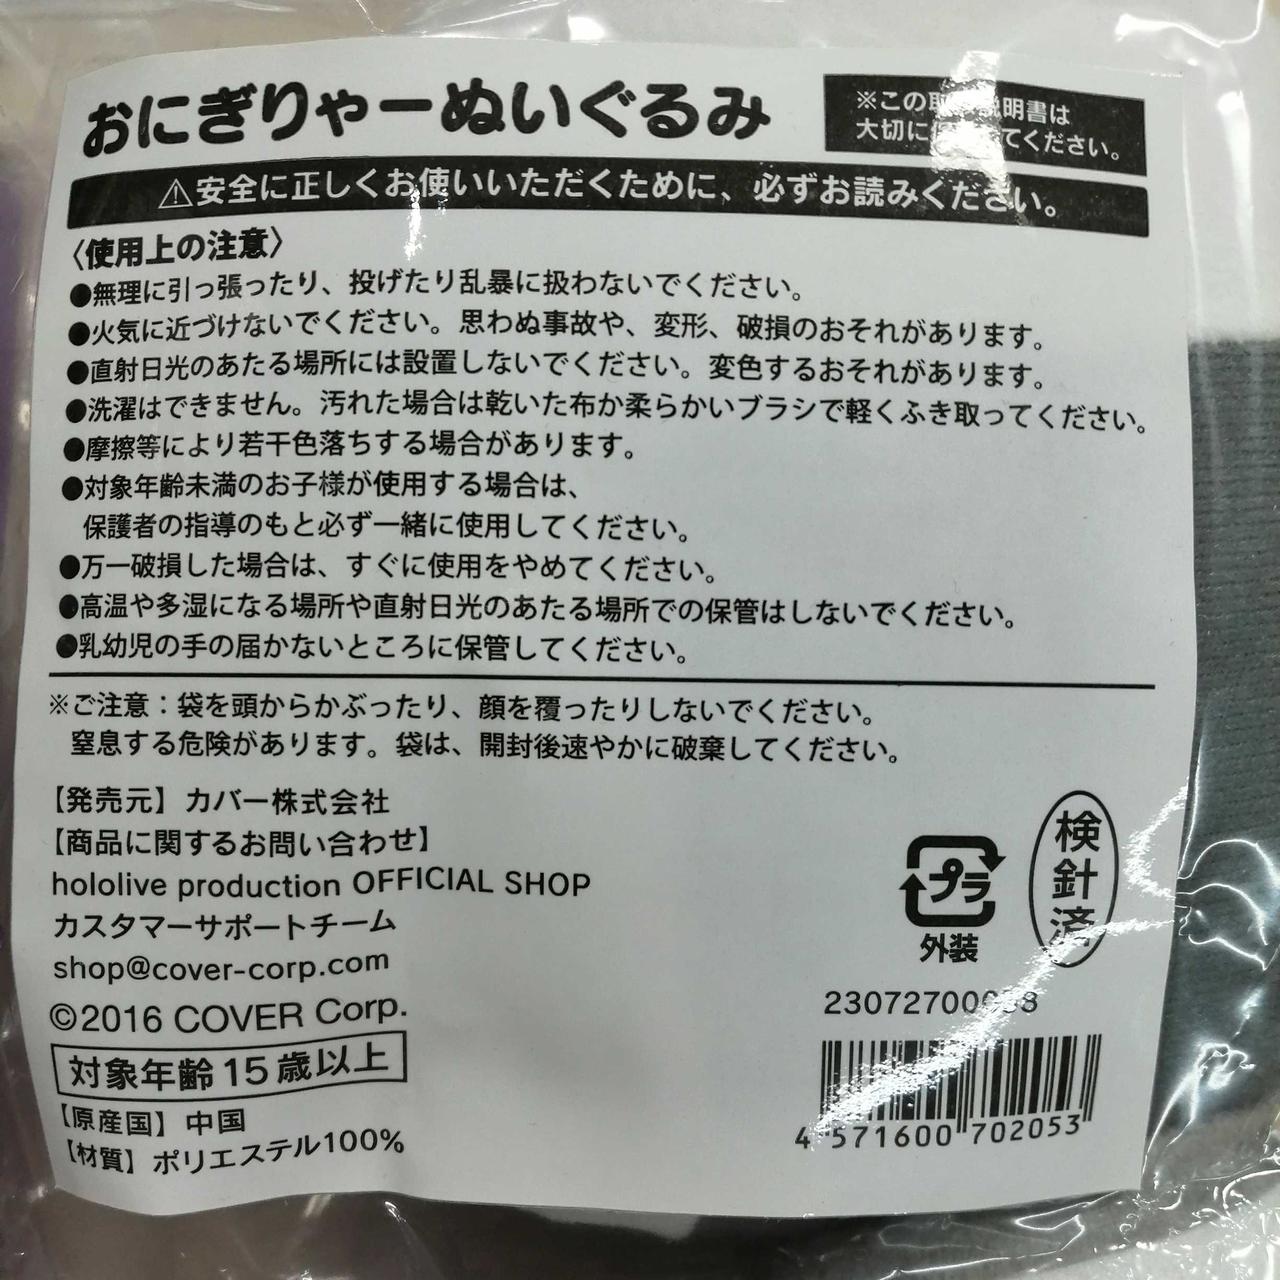 おにぎりゃーぬいぐるみ
※この取 説明書は
大切に てください。
⚠安全に正しくお使いいただくために、必ずお読みください。
〈使用上の注意〉
●無理に引っ張ったり、投げたり乱暴に扱わないでください。
●火気に近づけないでください。思わぬ事故や、変形、破損のおそれがあります。
●直射日光のあたる場所には設置しないでください。変色するおそれがあります。
●洗濯はできません。汚れた場合は乾いた布か柔らかいブラシで軽くふき取ってください。
●摩擦等により若干色落ちする場合があります。
●対象年齢未満のお子様が使用する場合は、
保護者の指導のもと必ず一緒に使用してください。
●万一破損した場合は、すぐに使用をやめてください。
●高温や多湿になる場所や直射日光のあたる場所での保管はしないでください。
●乳幼児の手の届かないところに保管してください。
※ご注意：袋を頭からかぶったり、顔を覆ったりしないでください。
窒息する危険があります。袋は、開封後速やかに破棄してください。
【発売元】カバー株式会社
【商品に関するお問い合わせ】
hololive production OFFICIAL SHOP
カスタマーサポートチーム
shop@cover-corp.com
©2016 COVER Corp.
対象年齢15歳以上
【原産国】中国
【材質】ポリエステル100%
プラ
外装
検針済
4 571600 702053